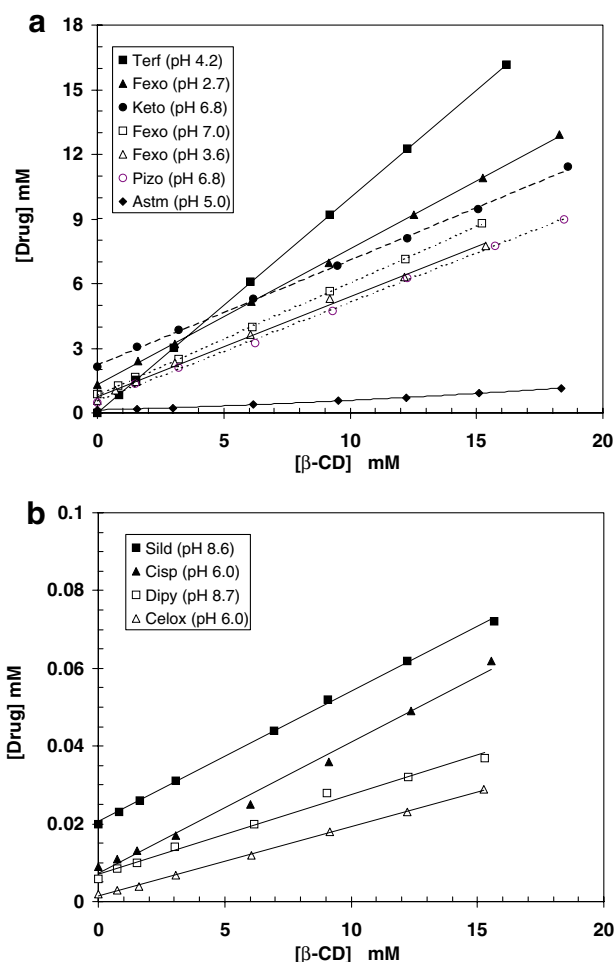 a
18
15
12
9
6
3
0
[Drug] mM
Terf (pH 4.2)
Fexo (pH 2.7)
Keto (pH 6.8)
Fexo (pH 7.0)
Fexo (pH 3.6)
Pizo (pH 6.8)
Astm (pH 5.0)
0 5 10 15 20
[β-CD] mM
b
0.1
0.08
0.06
0.04
0.02
0
[Drug] mM
Sild (pH 8.6)
Cisp (pH 6.0)
Dipy (pH 8.7)
Celox (pH 6.0)
0 5 10 15 20
[β-CD] mM